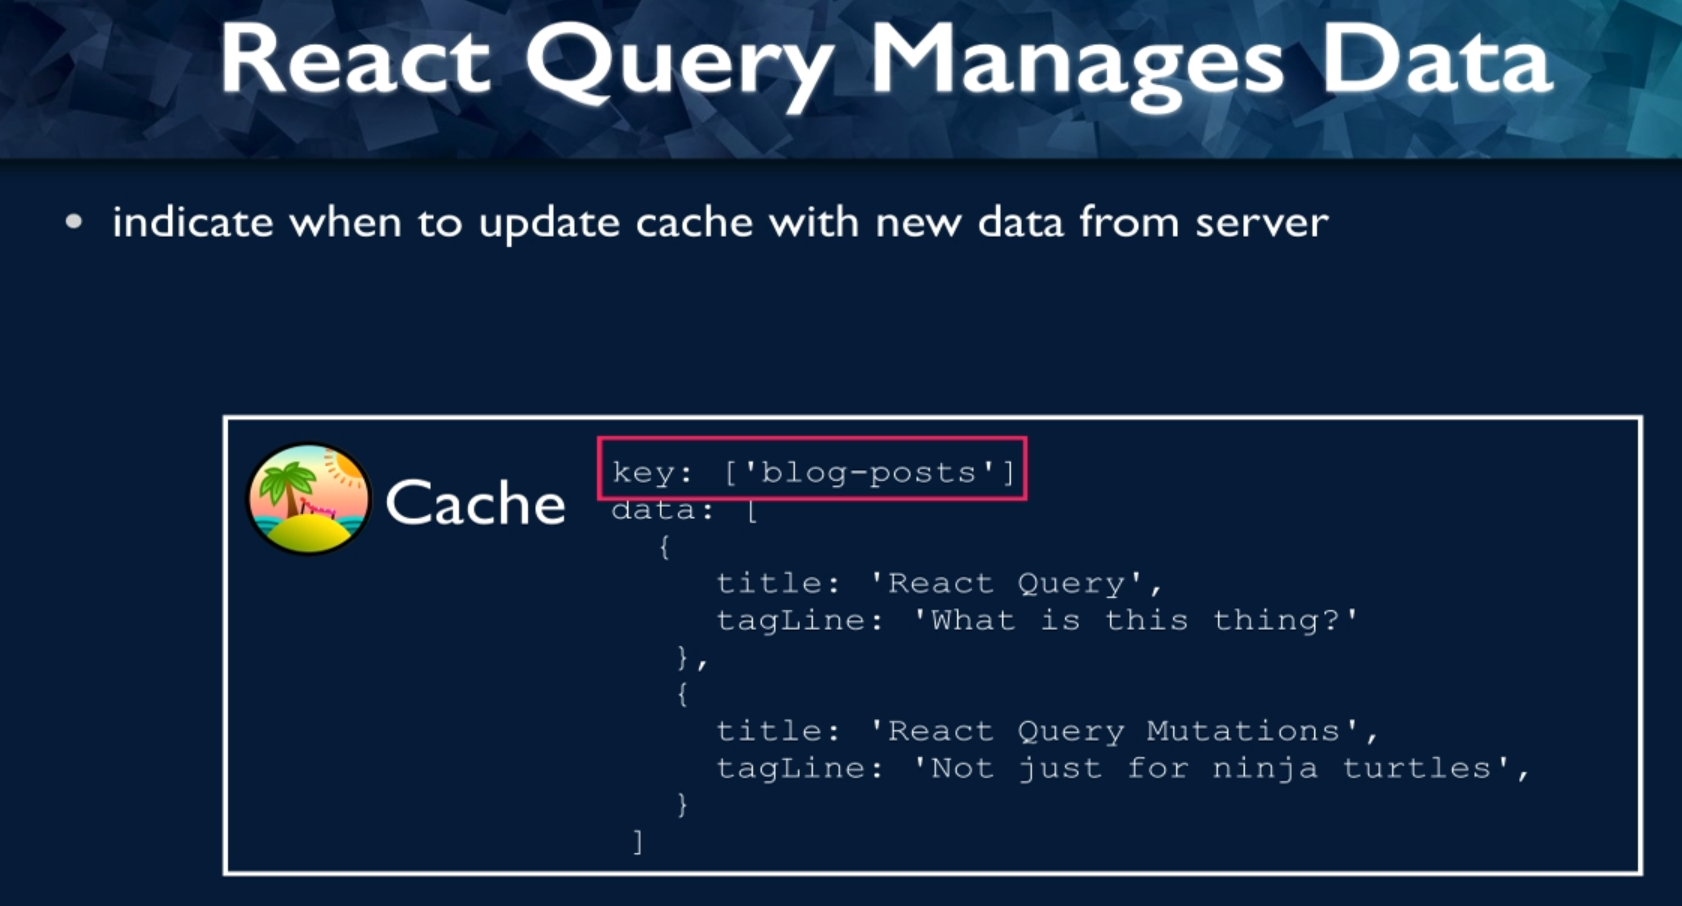 React Query Manages Data
• indicate when to update cache with new data from server
Cache
key: ['blog-posts']
data: [
{
title: 'React Query',
tagLine: 'What is this thing?'
},
{
title: 'React Query Mutations',
tagLine: 'Not just for ninja turtles',
}
]